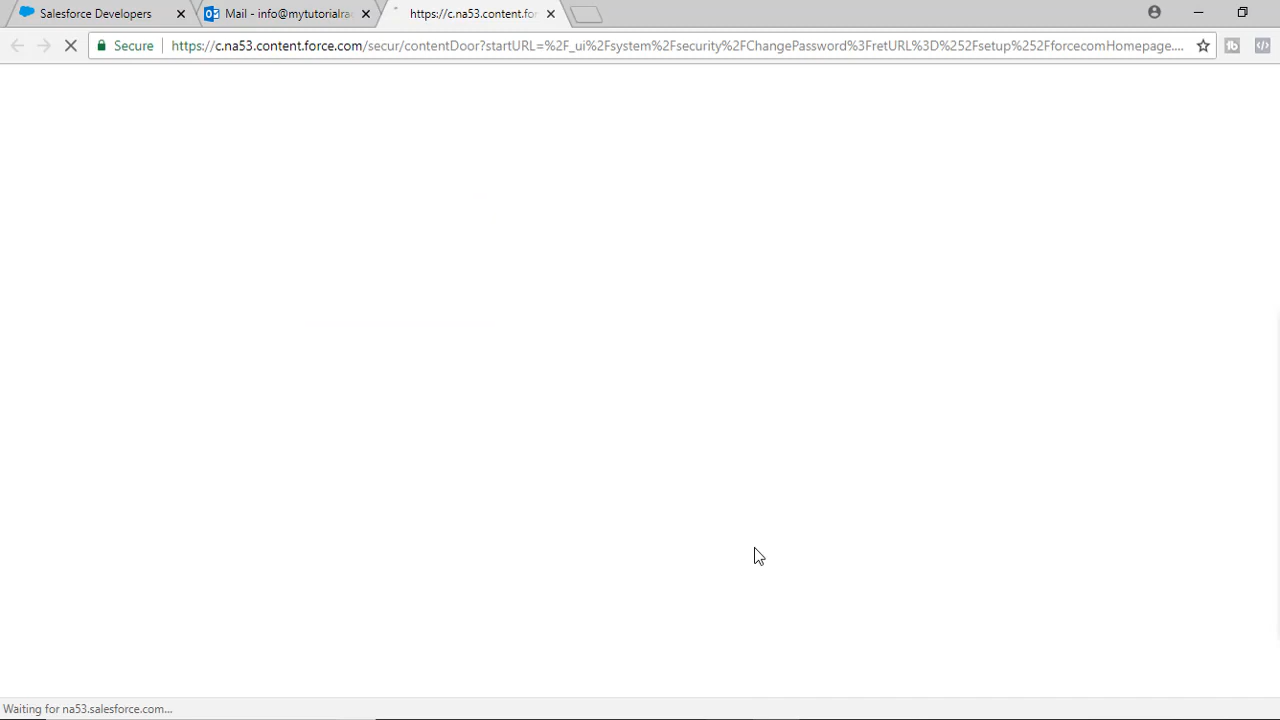 Salesforce Developers
Mail - info@mytutorialra
https://c.na53.content.for
Secure
https://c.na53.content.force.com/secur/contentDoor?startURL=%2F_ui%2Fsystem%2Fsecurity%2FChangePassword%3FretURL%3D%252Fsetup%252FforcecomHomepage....
Waiting for na53.salesforce.com...